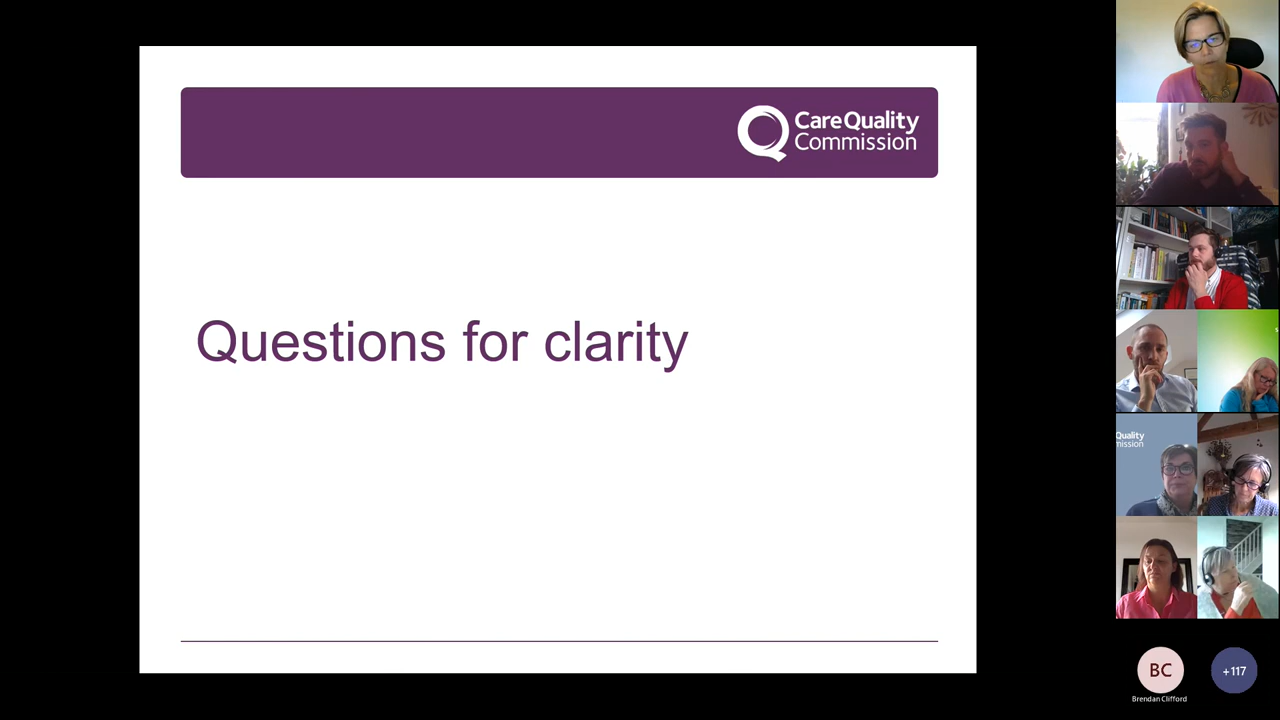 Care Quality
Commission
Questions for clarity
Quality
mission
BC
+117
Brendan Clifford